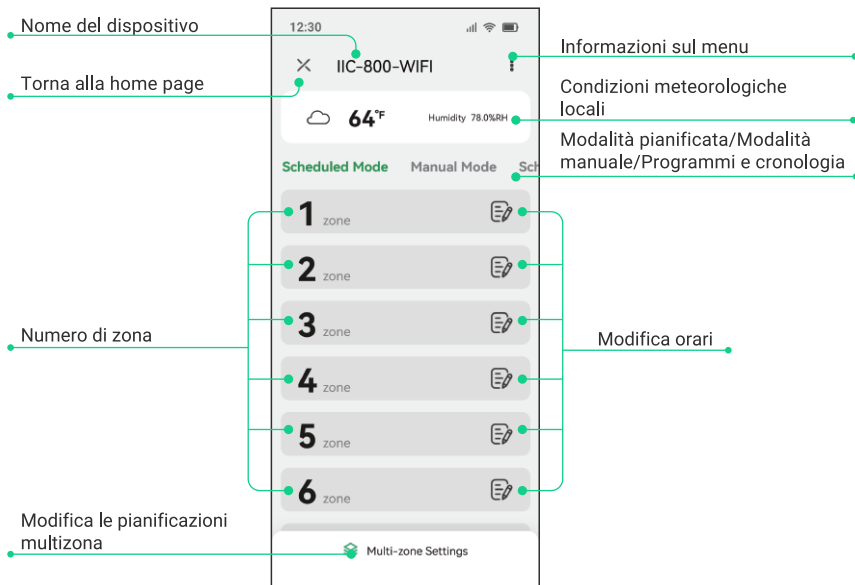 Nome del dispositivo
Torna alla home page
Numero di zona
Modifica le pianificazioni
multizona
12:30
IIC-800-WIFI
64°F
Humidity 78.0%RH
Scheduled Mode Manual Mode Sch
1 zone
2 zone
3 zone
4 zone
5 zone
6 zone
Multi-zone Settings
Informazioni sul menu
Condizioni meteorologiche
locali
Modalità pianificata/Modalità
manuale/Programmi e cronologia
Modifica orari